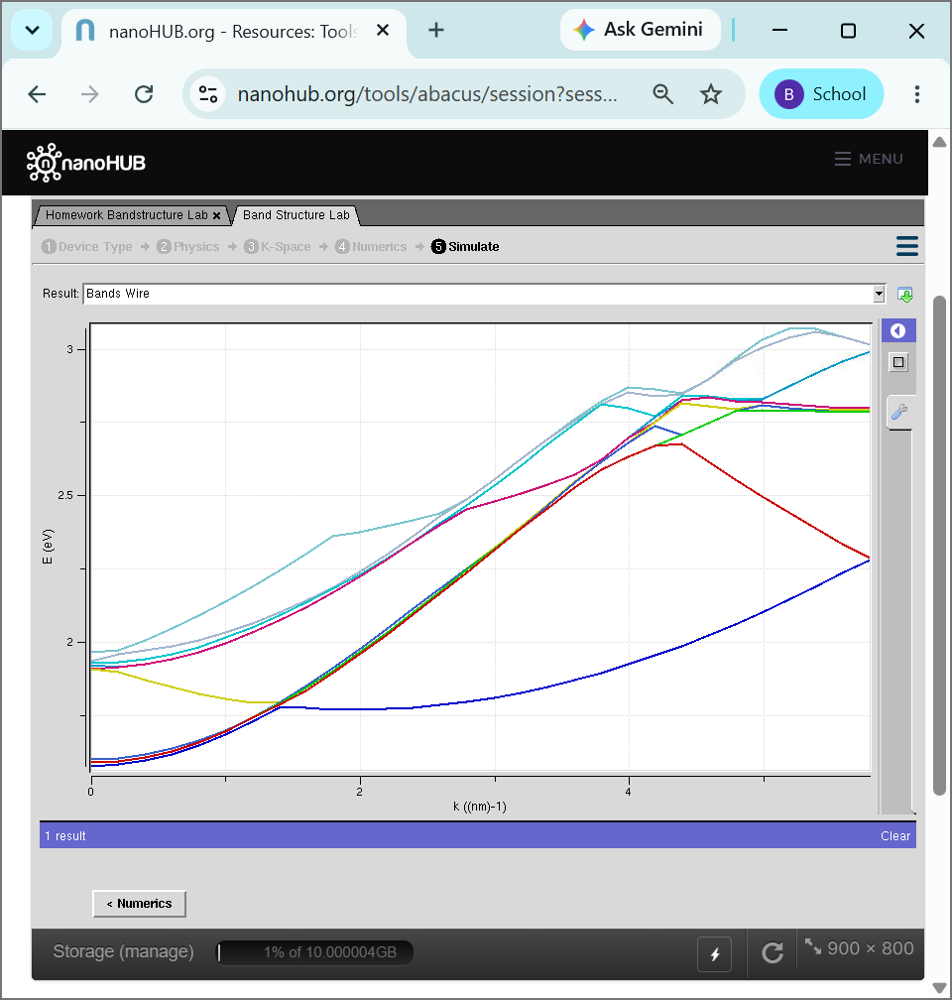 nanoHUB.org - Resources: Tools
Ask Gemini
nanohub.org/tools/abacus/session?sess...
B
School
nanoHUB
MENU
Homework Bandstructure Lab
Band Structure Lab
1 Device Type → 2 Physics → 3 K-Space → 4 Numerics → 5 Simulate
Result: Bands Wire
3
2.5
E (eV)
2
0
2
4
k ((nm)-1)
1 result
Clear
< Numerics
Storage (manage)
1% of 10.000004GB
900 × 800